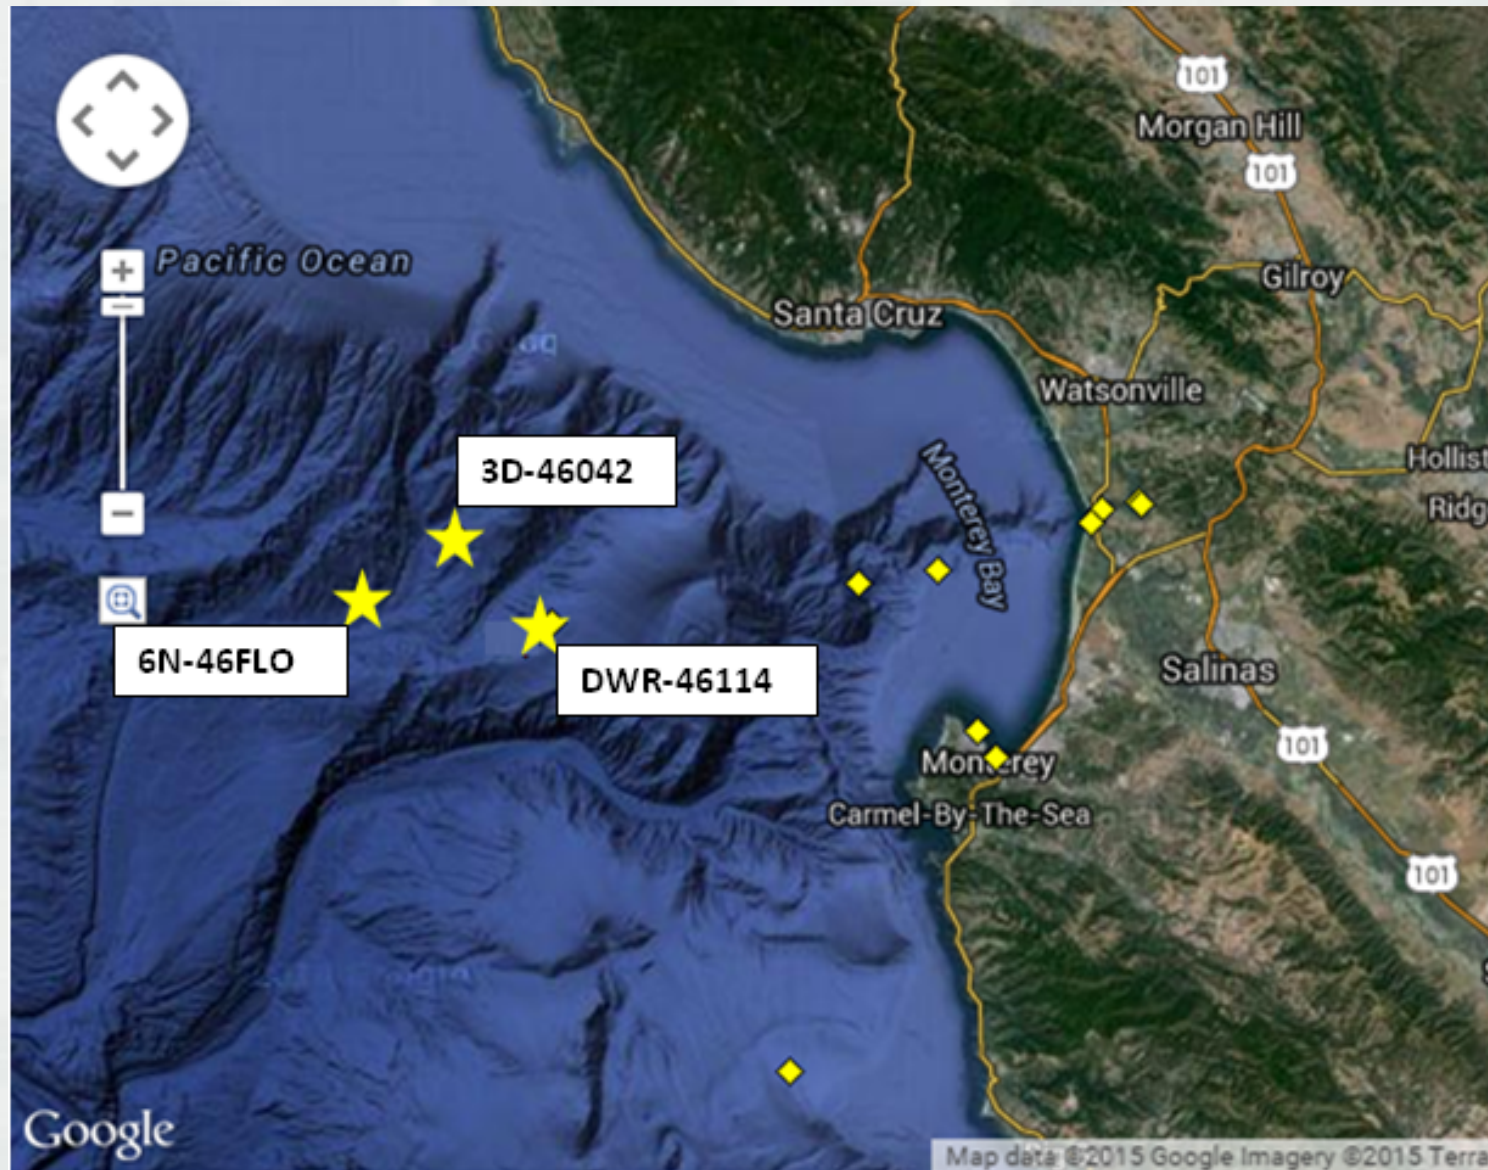 101
Morgan Hill
101
Pacific Ocean
Gilroy
Santa Cruz
Watsonville
3D-46042
Hollist
Monterey Bay
Ridg
6N-46FLO
DWR-46114
Salinas
101
Monterey
Carmel-By-The-Sea
101
Google
Map data ©2015 Google Imagery ©2015 Terra